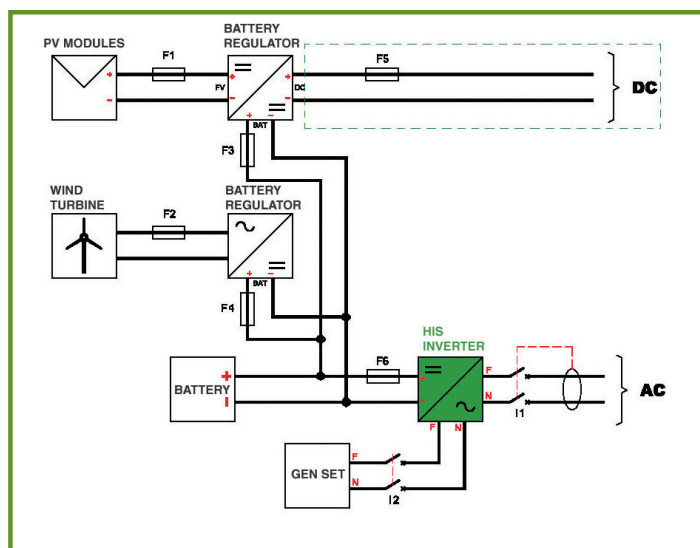 PV MODULES
F1
BATTERY
REGULATOR
F5
+
-
+
-
FV
+
-
DC
DC
+
BAT
-
F3
WIND
TURBINE
F2
BATTERY
REGULATOR
+
BAT
-
F4
HIS
INVERTER
BATTERY
+
-
F6
+
-
F
N
I1
AC
F
N
GEN SET
F
N
I2